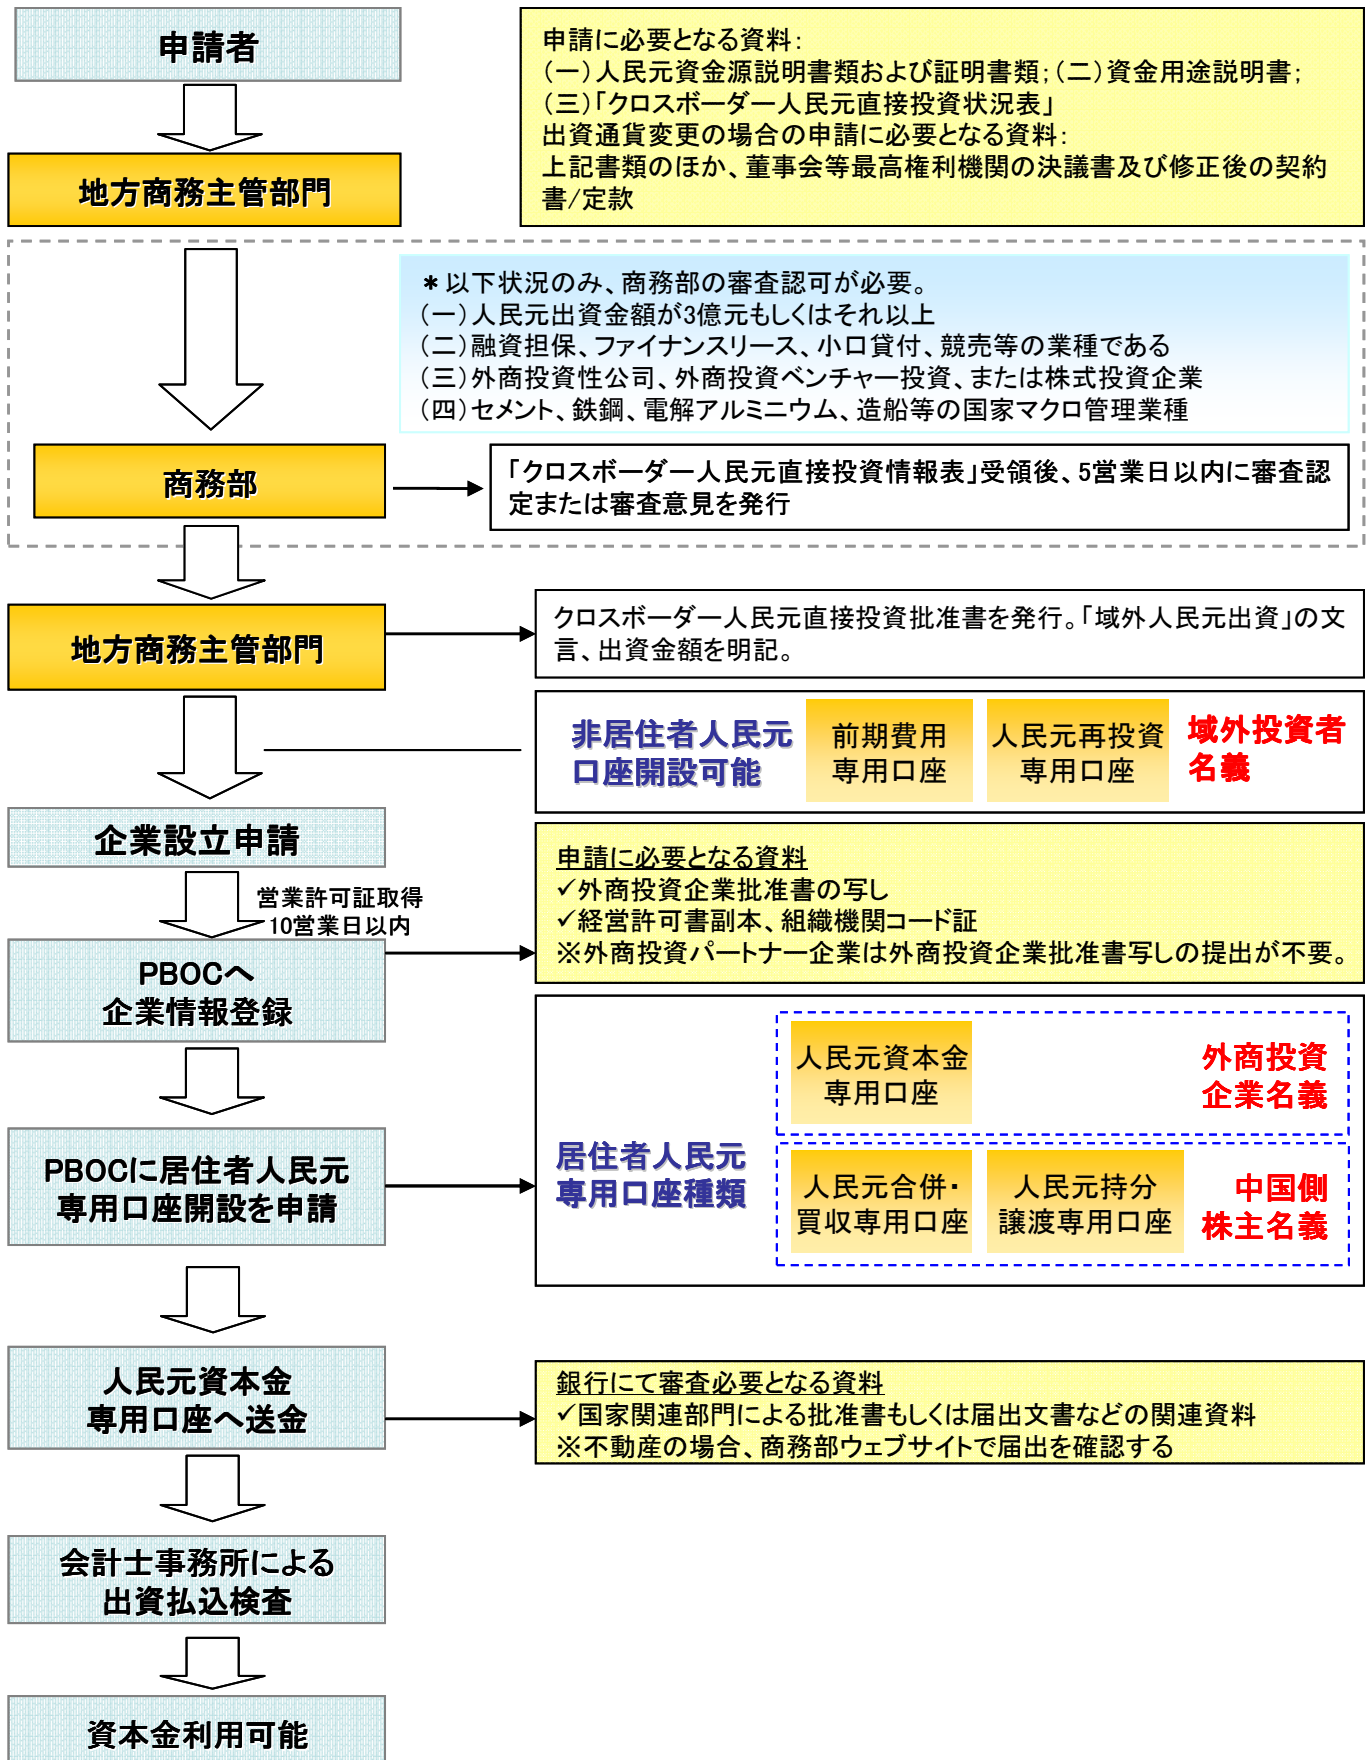 申請者
申請に必要となる資料：
（一）人民元資金源説明書類および証明書類；（二）資金用途説明書；
（三）「クロスボーダー人民元直接投資状況表」
出資通貨変更の場合の申請に必要となる資料：
上記書類のほか、董事会等最高権利機関の決議書及び修正後の契約
書/定款
地方商務主管部門
＊以下状況のみ、商務部の審査認可が必要。
（一）人民元出資金額が3億元もしくはそれ以上
（二）融資担保、ファイナンスリース、小口貸付、競売等の業種である
（三）外商投資性公司、外商投資ベンチャー投資、または株式投資企業
（四）セメント、鉄鋼、電解アルミニウム、造船等の国家マクロ管理業種
商務部
「クロスボーダー人民元直接投資情報表」受領後、5営業日以内に審査認
定または審査意見を発行
地方商務主管部門
クロスボーダー人民元直接投資批准書を発行。「域外人民元出資」の文
言、出資金額を明記。
非居住者人民元
口座開設可能
前期費用
専用口座
人民元再投資
専用口座
域外投資者
名義
企業設立申請
営業許可証取得
10営業日以内
申請に必要となる資料
✓外商投資企業批准書の写し
✓経営許可書副本、組織機関コード証
※外商投資パートナー企業は外商投資企業批准書写しの提出が不要。
PBOCへ
企業情報登録
人民元資本金
専用口座
外商投資
企業名義
PBOCに居住者人民元
専用口座開設を申請
居住者人民元
専用口座種類
人民元合併・
買収専用口座
人民元持分
譲渡専用口座
中国側
株主名義
人民元資本金
専用口座へ送金
銀行にて審査必要となる資料
✓国家関連部門による批准書もしくは届出文書などの関連資料
※不動産の場合、商務部ウェブサイトで届出を確認する
会計士事務所による
出資払込検査
資本金利用可能